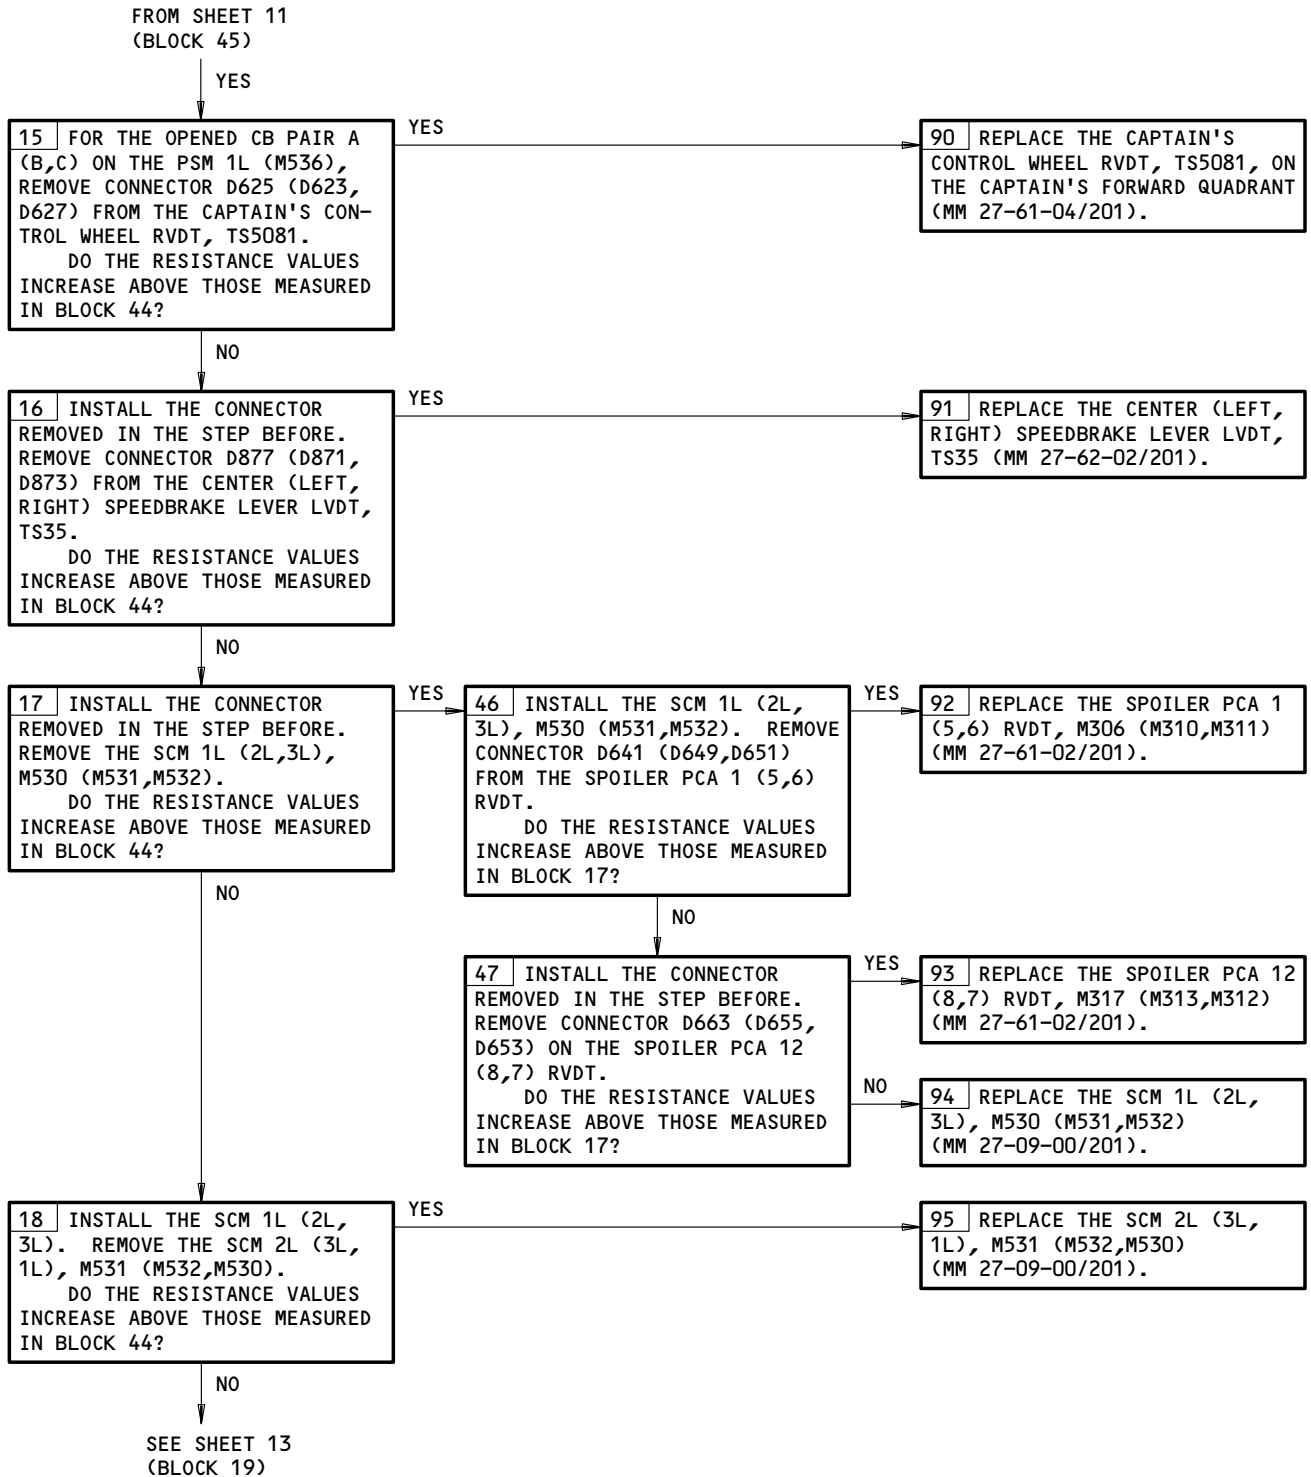 FROM SHEET 11
(BLOCK 45)
YES
15 FOR THE OPENED CB PAIR A
(B,C) ON THE PSM 1L (M536),
REMOVE CONNECTOR D625 (D623,
D627) FROM THE CAPTAIN'S CON-
TROL WHEEL RVDT, TS5081.
DO THE RESISTANCE VALUES
INCREASE ABOVE THOSE MEASURED
IN BLOCK 44?
YES
90 REPLACE THE CAPTAIN'S
CONTROL WHEEL RVDT, TS5081, ON
THE CAPTAIN'S FORWARD QUADRANT
(MM 27-61-04/201).
NO
16 INSTALL THE CONNECTOR
REMOVED IN THE STEP BEFORE.
REMOVE CONNECTOR D877 (D871,
D873) FROM THE CENTER (LEFT,
RIGHT) SPEEDBRAKE LEVER LVDT,
TS35.
DO THE RESISTANCE VALUES
INCREASE ABOVE THOSE MEASURED
IN BLOCK 44?
YES
91 REPLACE THE CENTER (LEFT,
RIGHT) SPEEDBRAKE LEVER LVDT,
TS35 (MM 27-62-02/201).
NO
17 INSTALL THE CONNECTOR
REMOVED IN THE STEP BEFORE.
REMOVE THE SCM 1L (2L,3L),
M530 (M531,M532).
DO THE RESISTANCE VALUES
INCREASE ABOVE THOSE MEASURED
IN BLOCK 44?
YES
46 INSTALL THE SCM 1L (2L,
3L), M530 (M531,M532). REMOVE
CONNECTOR D641 (D649,D651)
FROM THE SPOILER PCA 1 (5,6)
RVDT.
DO THE RESISTANCE VALUES
INCREASE ABOVE THOSE MEASURED
IN BLOCK 17?
YES
92 REPLACE THE SPOILER PCA 1
(5,6) RVDT, M306 (M310,M311)
(MM 27-61-02/201).
NO
NO
47 INSTALL THE CONNECTOR
REMOVED IN THE STEP BEFORE.
REMOVE CONNECTOR D663 (D655,
D653) ON THE SPOILER PCA 12
(8,7) RVDT.
DO THE RESISTANCE VALUES
INCREASE ABOVE THOSE MEASURED
IN BLOCK 17?
YES
93 REPLACE THE SPOILER PCA 12
(8,7) RVDT, M317 (M313,M312)
(MM 27-61-02/201).
NO
94 REPLACE THE SCM 1L (2L,
3L), M530 (M531,M532)
(MM 27-09-00/201).
18 INSTALL THE SCM 1L (2L,
3L). REMOVE THE SCM 2L (3L,
1L), M531 (M532,M530).
DO THE RESISTANCE VALUES
INCREASE ABOVE THOSE MEASURED
IN BLOCK 44?
YES
95 REPLACE THE SCM 2L (3L,
1L), M531 (M532,M530)
(MM 27-09-00/201).
NO
SEE SHEET 13
(BLOCK 19)